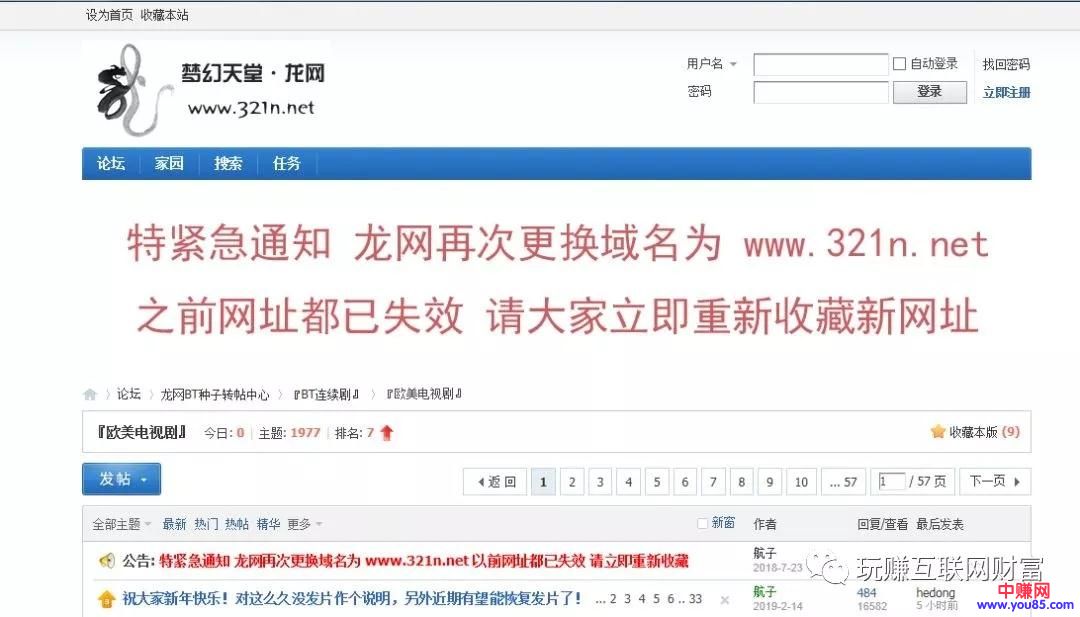 设为首页 收藏本站
梦幻天堂·龙网
www.321n.net
用户名 自动登录 找回密码
密码 登录 立即注册
论坛 家园 搜索 任务
特紧急通知 龙网再次更换域名为 www.321n.net
之前网址都已失效 请大家立即重新收藏新网址
论坛 〉 龙网BT种子转帖中心 〉 『BT连续剧』 〉 『欧美电视剧』
『欧美电视剧』 今日: 0 | 主题: 1977 | 排名: 7 收藏本版 (9)
发帖 返回 1 2 3 4 5 6 7 8 9 10 ... 57 1 / 57 页 下一页
全部主题 最新 热门 热帖 精华 更多 新窗 作者 回复/查看 最后发表
公告: 特紧急通知 龙网再次更换域名为 www.321n.net 以前网址都已失效 请立即重新收藏 航子
2018-7-23
玩赚互联网财富
祝大家新年快乐！对这么久没发片作个说明，另外近期有望能恢复发片了！ ... 2 3 4 5 6 .. 33 航子 484 hedong
2019-2-14 16582 5 小时前
中赚网
www.you85.com